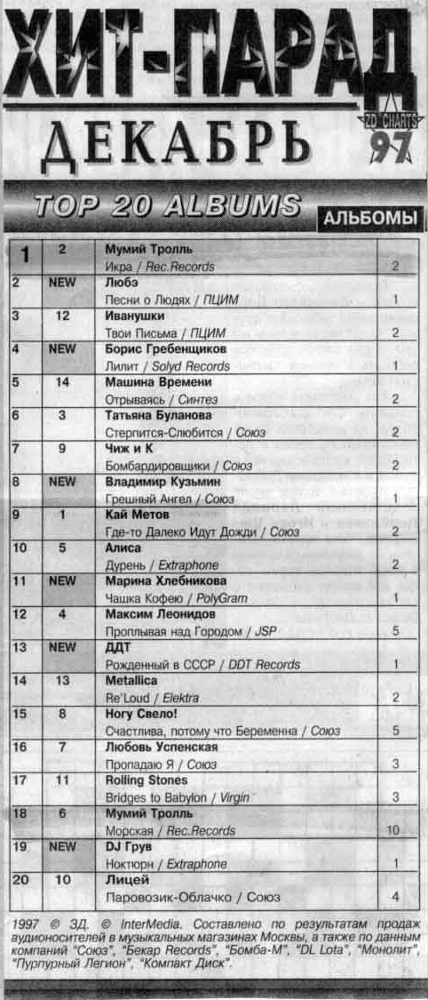 ХИТ-ПАРАД
ZD CHARTS
97
ДЕКАБРЬ
TOP 20 ALBUMS
АЛЬБОМЫ
1 2 Мумий Тролль
Икра / Rec.Records 2
2 NEW Любэ
Песни о Людях / ПЦИМ 1
3 12 Иванушки
Твои Письма / ПЦИМ 2
4 NEW Борис Гребенщиков
Лилит / Solyd Records 1
5 14 Машина Времени
Отрываясь / Синтез 2
6 3 Татьяна Буланова
Стерпится-Слюбится / Союз 2
7 9 Чиж и К
Бомбардировщики / Союз 2
8 NEW Владимир Кузьмин
Грешный Ангел / Союз 1
9 1 Кай Метов
Где-то Далеко Идут Дожди / Союз 2
10 5 Алиса
Дурень / Extraphone 2
11 NEW Марина Хлебникова
Чашка Кофею / PolyGram 1
12 4 Максим Леонидов
Проплывая над Городом / JSP 5
13 NEW ДДТ
Рожденный в СССР / DDT Records 1
14 13 Metallica
Re'Loud / Elektra 2
15 8 Ногу Свело!
Счастлива, потому что Беременна / Союз 5
16 7 Любовь Успенская
Пропадаю Я / Союз 3
17 11 Rolling Stones
Bridges to Babylon / Virgin 3
18 6 Мумий Тролль
Морская / Rec.Records 10
19 NEW DJ Грув
Ноктюрн / Extraphone 1
20 10 Лицей
Паровозик-Облачко / Союз 4
1997 © ЗД. © InterMedia. Составлено по результатам продаж
аудионосителей в музыкальных магазинах Москвы, а также по данным
компаний "Союз", "Бекар Records", "Бомба-М", "DL Lota", "Монолит",
"Пурпурный Легион", "Компакт Диск".